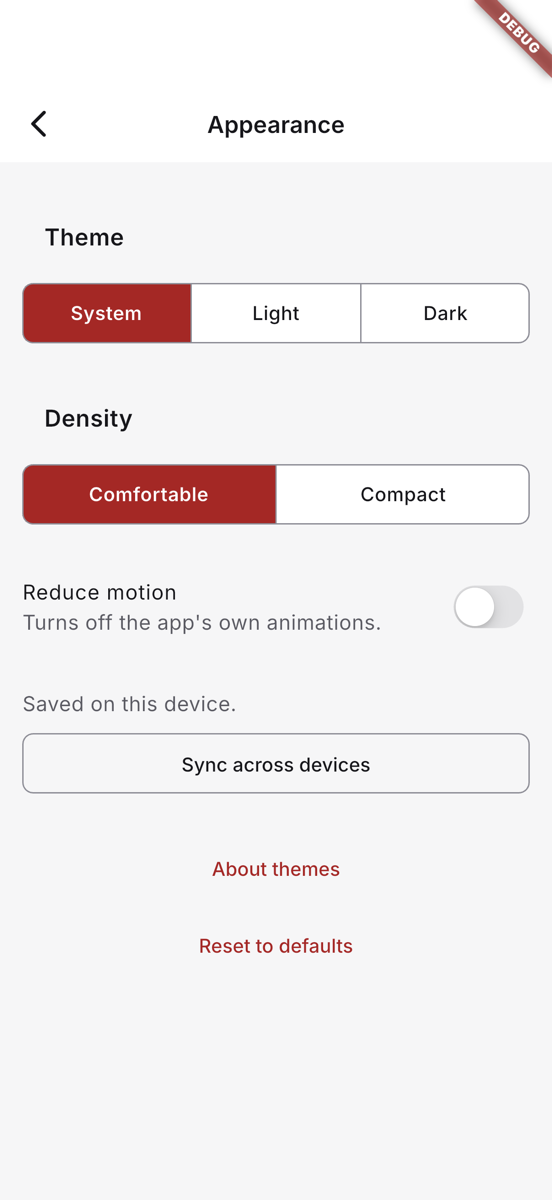 DEBUG
Appearance
Theme
System Light Dark
Density
Comfortable Compact
Reduce motion
Turns off the app's own animations.
Saved on this device.
Sync across devices
About themes
Reset to defaults